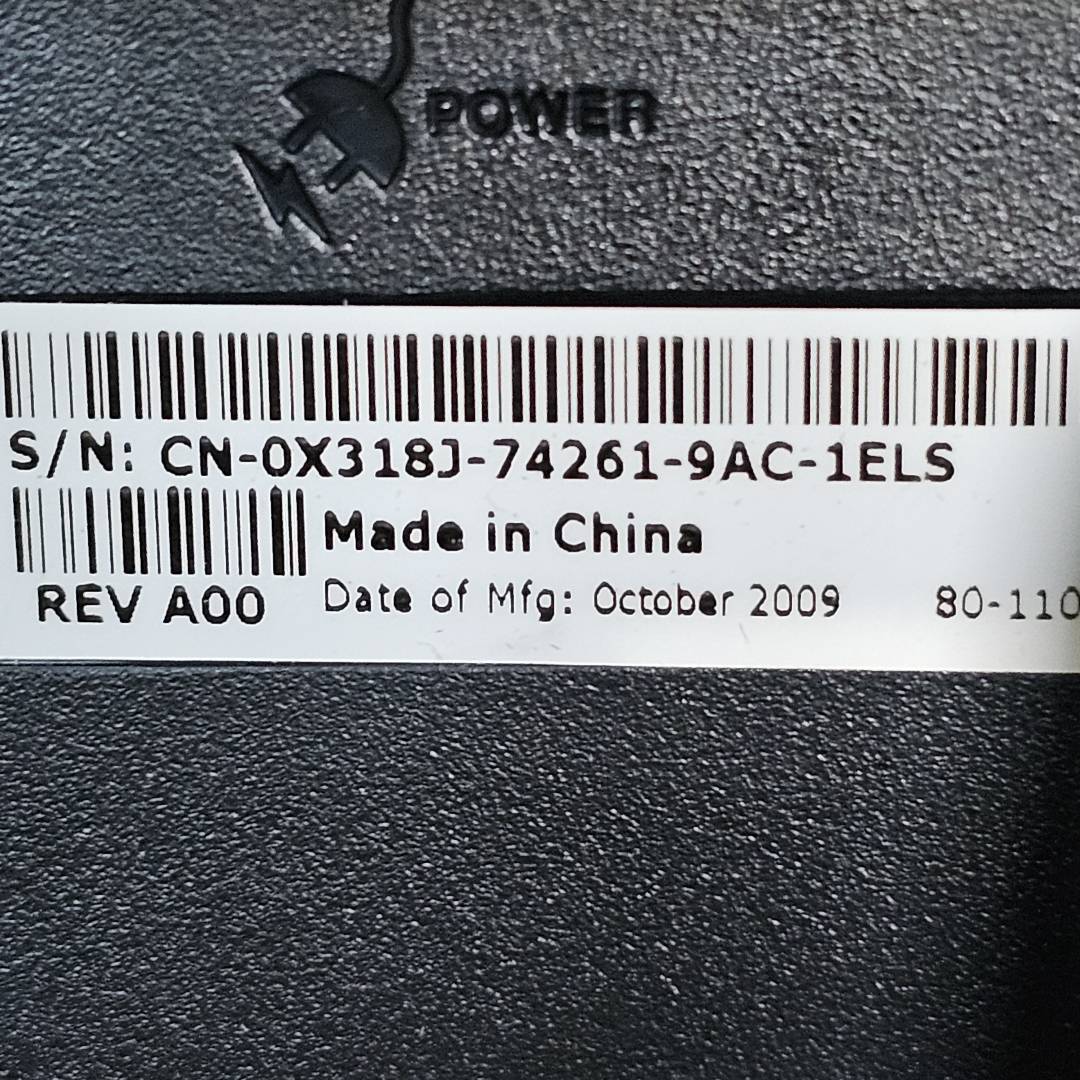 POWER
S/N: CN-0X318J-74261-9AC-1ELS
Made in China
REV A00
Date of Mfg: October 2009
80-110